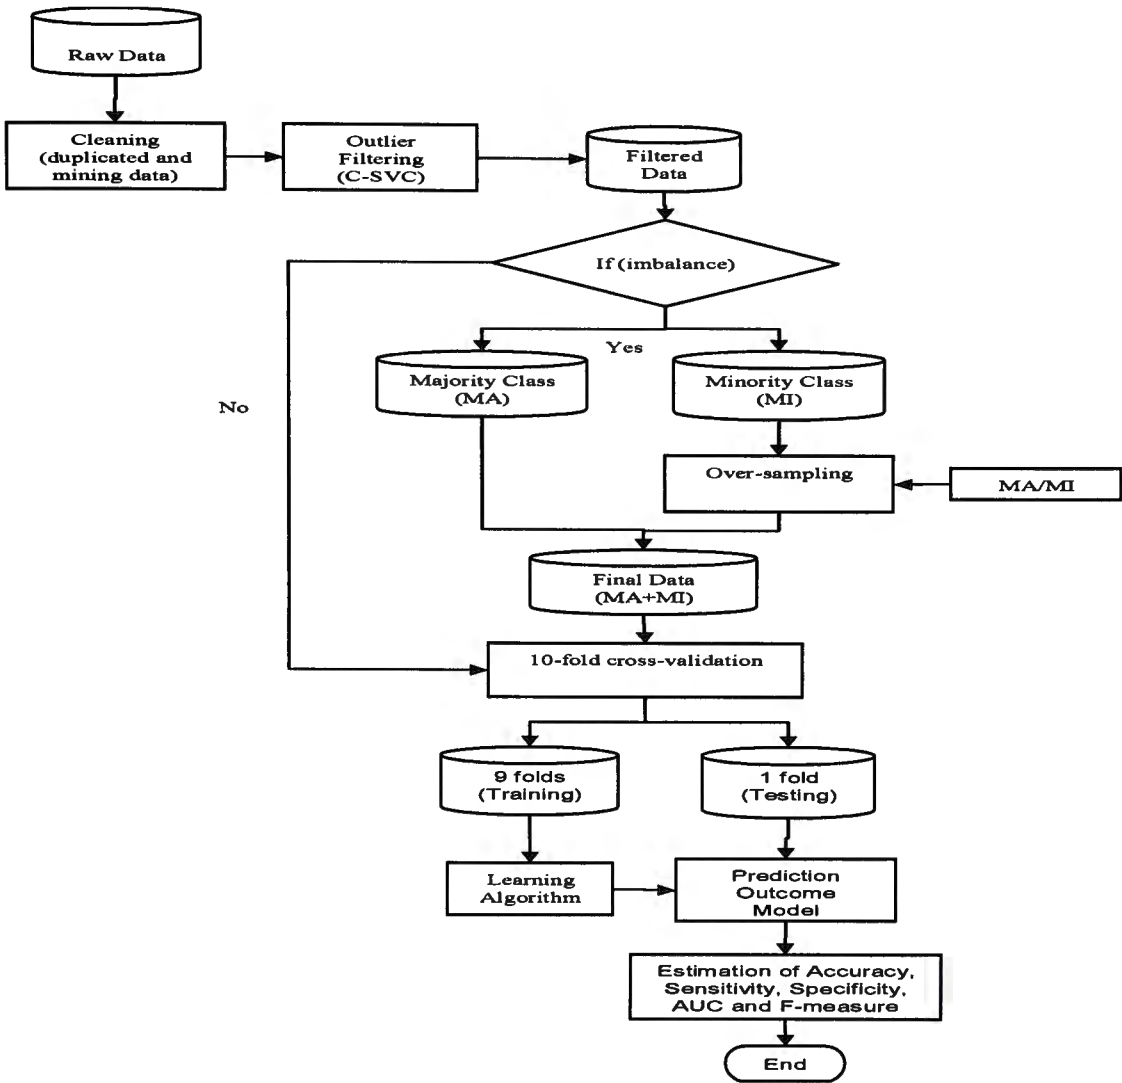 Raw Data
Cleaning
(duplicated and
mining data)
Outlier
Filtering
(C-SVC)
Filtered
Data
If (imbalance)
Yes
No
Majority Class
(MA)
Minority Class
(MI)
Over-sampling
MA/MI
Final Data
(MA+MI)
10-fold cross-validation
9 folds
(Training)
1 fold
(Testing)
Learning
Algorithm
Prediction
Outcome
Model
Estimation of Accuracy,
Sensitivity, Specificity,
AUC and F-measure
End